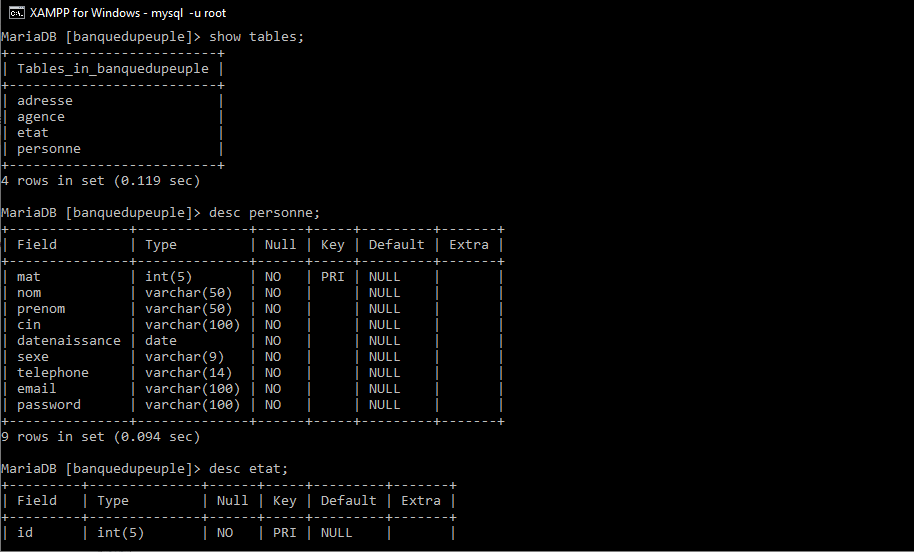 XAMPP for Windows - mysql -u root
MariaDB [banquedupeuple]> show tables;
+--------------------------+
| Tables_in_banquedupeuple |
+--------------------------+
| adresse                  |
| agence                   |
| etat                     |
| personne                 |
+--------------------------+
4 rows in set (0.119 sec)
MariaDB [banquedupeuple]> desc personne;
+---------------+--------------+------+-----+---------+-------+
| Field         | Type         | Null | Key | Default | Extra |
+---------------+--------------+------+-----+---------+-------+
| mat           | int(5)       | NO   | PRI | NULL    |       |
| nom           | varchar(50)  | NO   |     | NULL    |       |
| prenom        | varchar(50)  | NO   |     | NULL    |       |
| cin           | varchar(100) | NO   |     | NULL    |       |
| datenaissance | date         | NO   |     | NULL    |       |
| sexe          | varchar(9)   | NO   |     | NULL    |       |
| telephone     | varchar(14)  | NO   |     | NULL    |       |
| email         | varchar(100) | NO   |     | NULL    |       |
| password      | varchar(100) | NO   |     | NULL    |       |
+---------------+--------------+------+-----+---------+-------+
9 rows in set (0.094 sec)
MariaDB [banquedupeuple]> desc etat;
+---------+--------------+------+-----+---------+-------+
| Field   | Type         | Null | Key | Default | Extra |
+---------+--------------+------+-----+---------+-------+
| id      | int(5)       | NO   | PRI | NULL    |       |